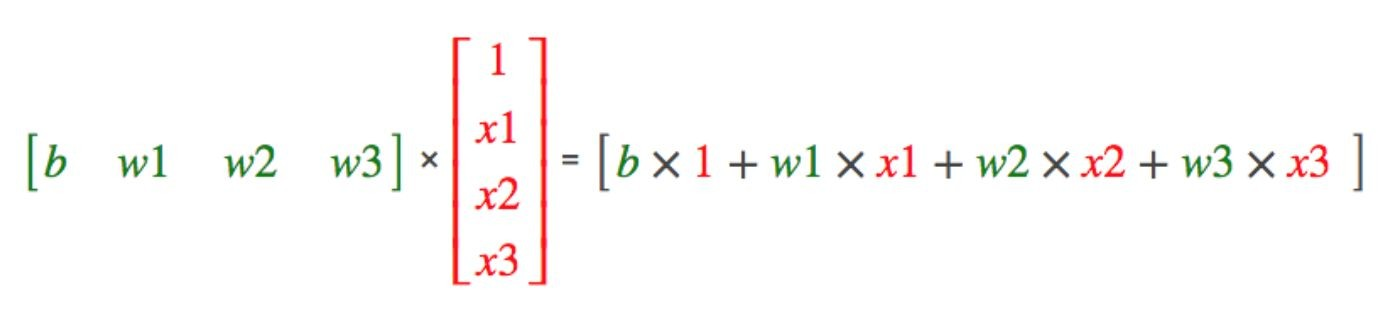 [b w1 w2 w3] × [1 x1 x2 x3] = [b × 1 + w1 × x1 + w2 × x2 + w3 × x3 ]